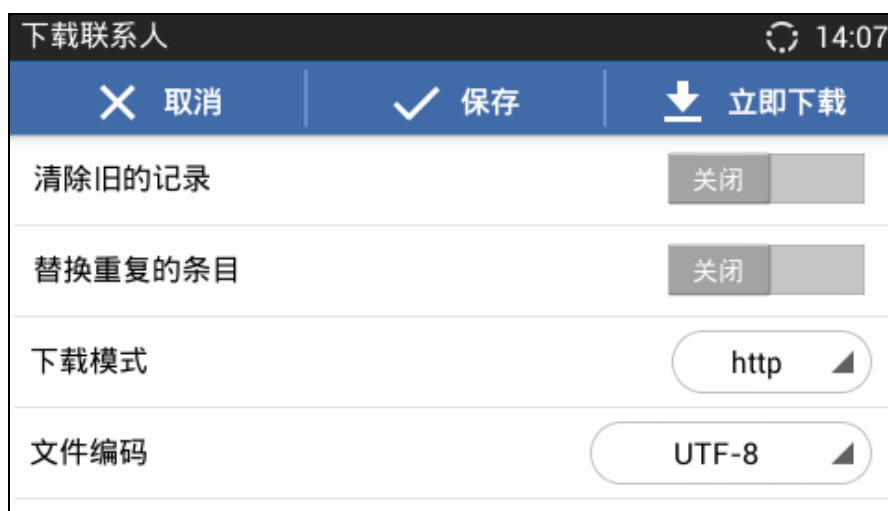 下载联系人 14:07
取消 保存 立即下载
清除旧的记录 关闭
替换重复的条目 关闭
下载模式 http
文件编码 UTF-8